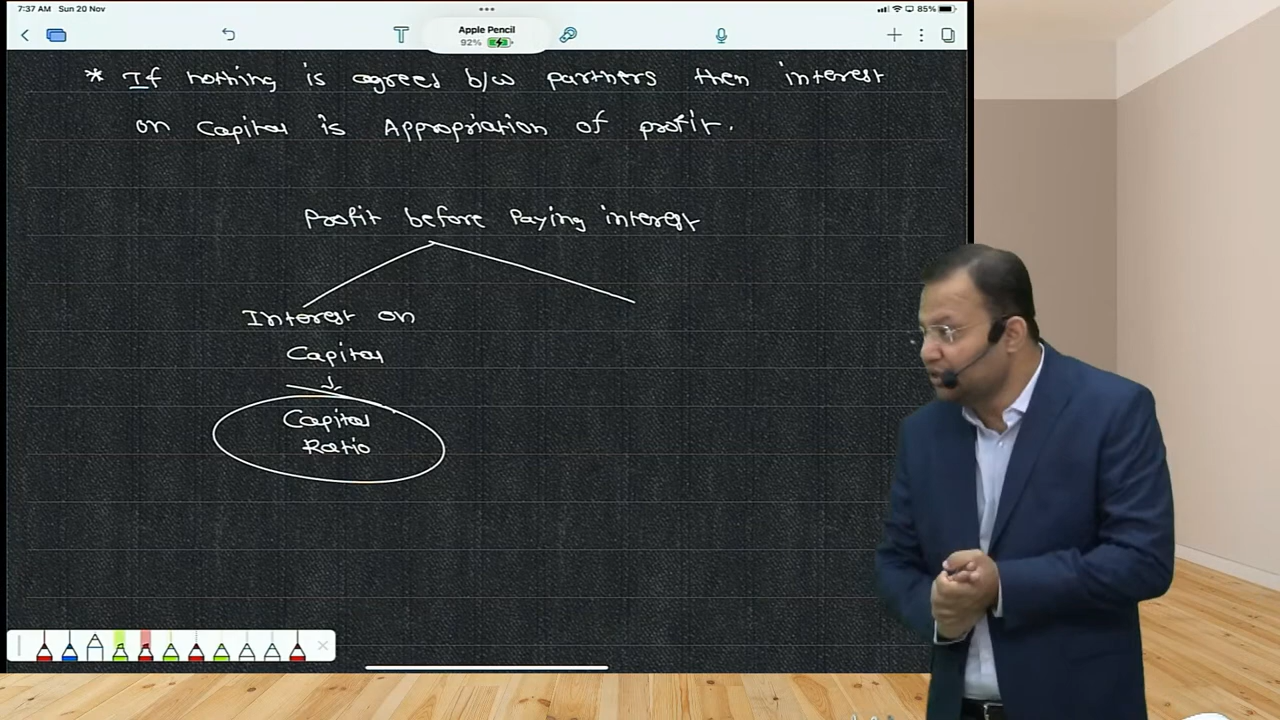 7:37 AM Sun 20 Nov
85%
Apple Pencil
92%
T
* If nothing is agreed b/w partners then interest
on Capital is Appropriation of profit.
Profit before Paying interest
Interest on
Capital
Capital
Ratio